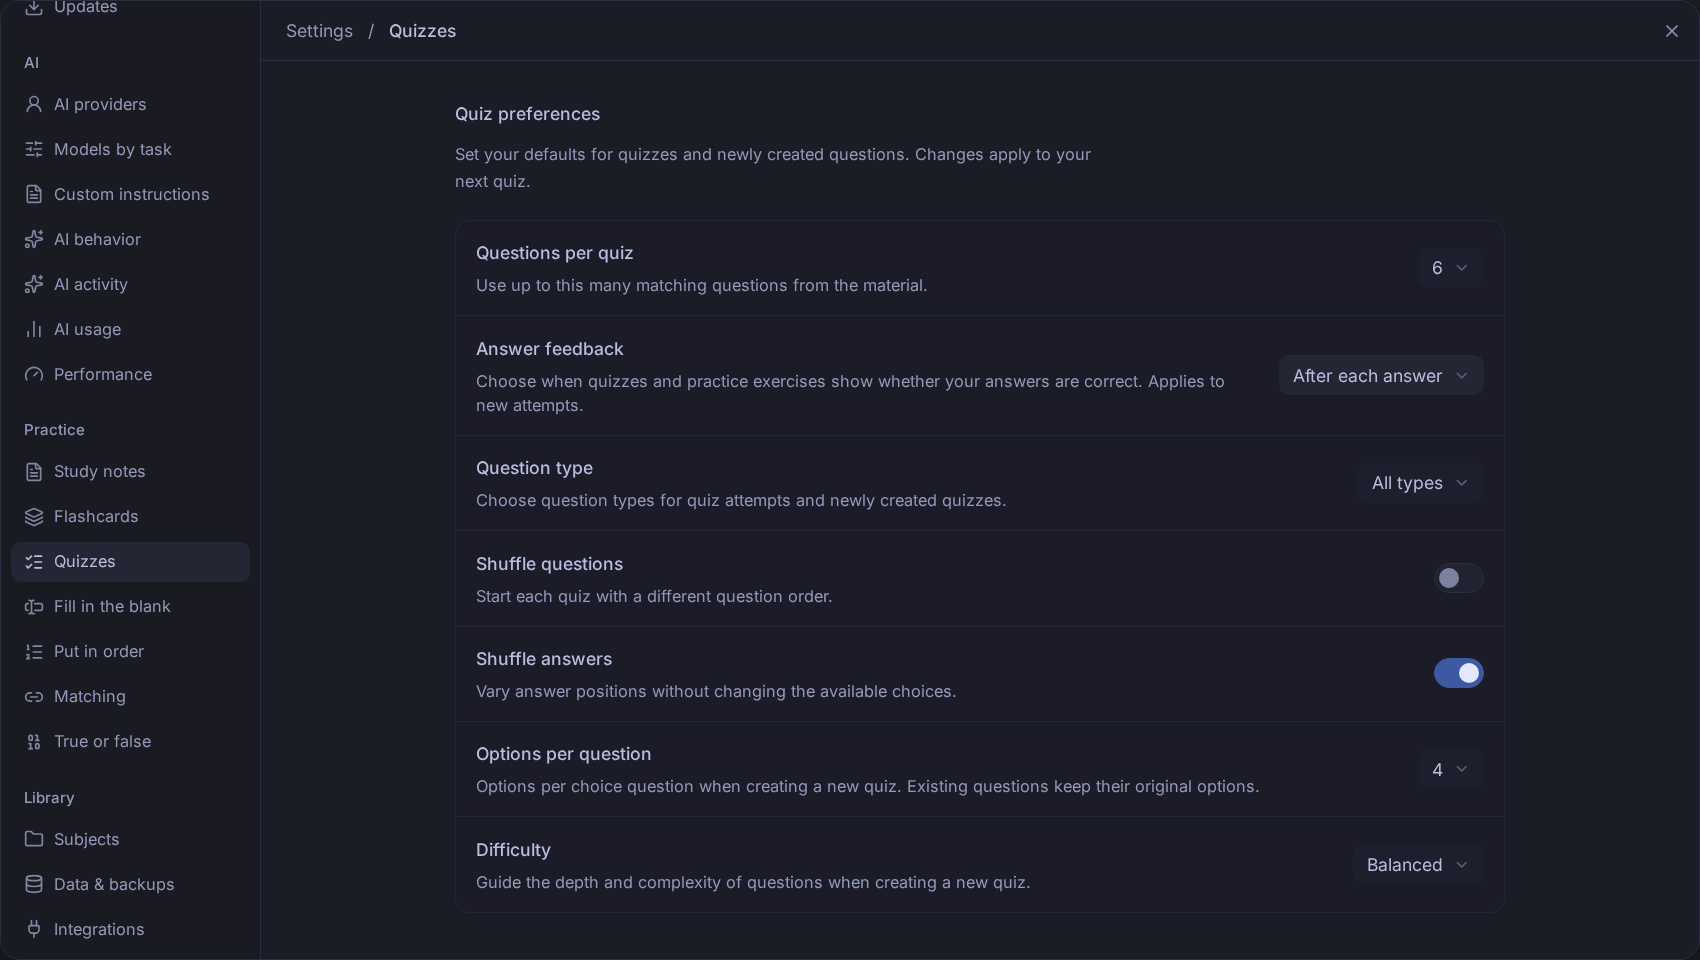 Updates
AI
AI providers
Models by task
Custom instructions
AI behavior
AI activity
AI usage
Performance
Practice
Study notes
Flashcards
Quizzes
Fill in the blank
Put in order
Matching
True or false
Library
Subjects
Data & backups
Integrations
Settings / Quizzes
Quiz preferences
Set your defaults for quizzes and newly created questions. Changes apply to your
next quiz.
Questions per quiz
Use up to this many matching questions from the material.
6
Answer feedback
Choose when quizzes and practice exercises show whether your answers are correct. Applies to
new attempts.
After each answer
Question type
Choose question types for quiz attempts and newly created quizzes.
All types
Shuffle questions
Start each quiz with a different question order.
Shuffle answers
Vary answer positions without changing the available choices.
Options per question
Options per choice question when creating a new quiz. Existing questions keep their original options.
4
Difficulty
Guide the depth and complexity of questions when creating a new quiz.
Balanced